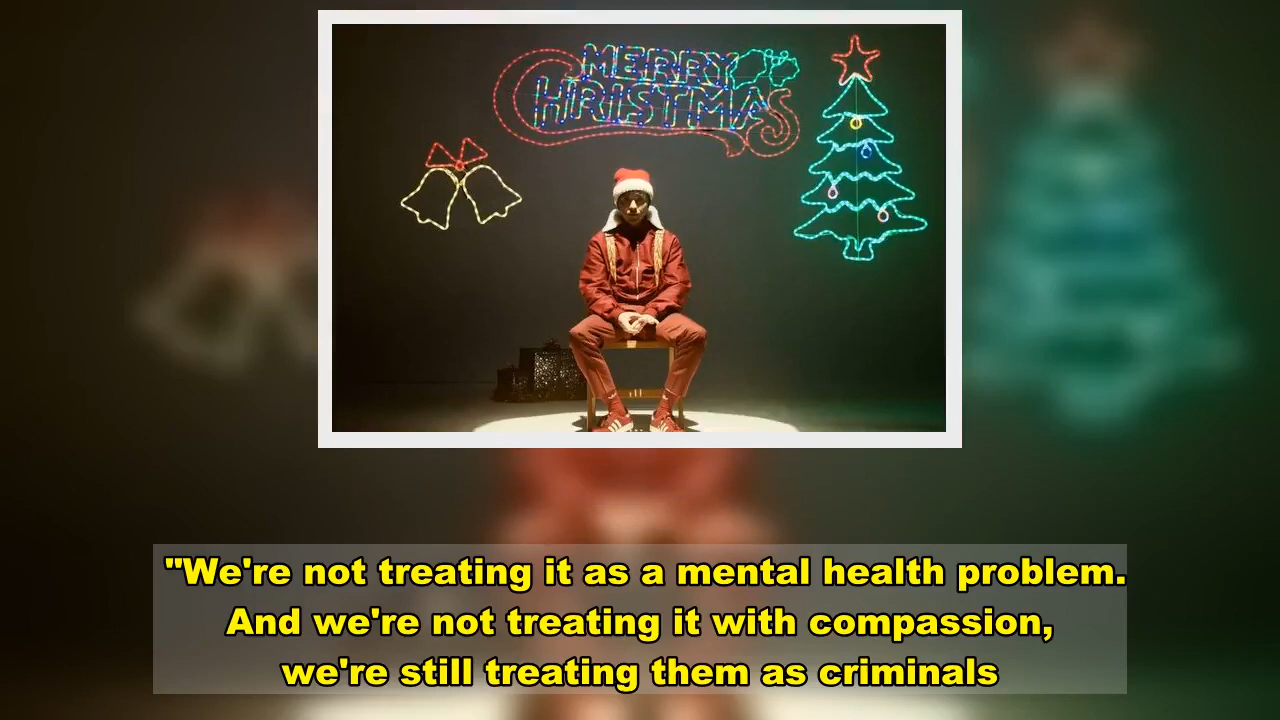 MERRY
CHRISTMAS
"We're not treating it as a mental health problem.
And we're not treating it with compassion,
we're still treating them as criminals